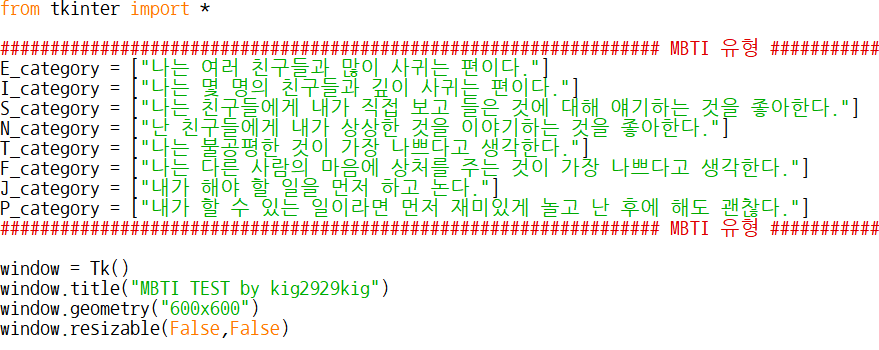 from tkinter import *
################################################################## MBTI 유형 ###########
E_category = ["나는 여러 친구들과 많이 사귀는 편이다."]
I_category = ["나는 몇 명의 친구들과 깊이 사귀는 편이다."]
S_category = ["나는 친구들에게 내가 직접 보고 들은 것에 대해 얘기하는 것을 좋아한다."]
N_category = ["난 친구들에게 내가 상상한 것을 이야기하는 것을 좋아한다."]
T_category = ["나는 불공평한 것이 가장 나쁘다고 생각한다."]
F_category = ["나는 다른 사람의 마음에 상처를 주는 것이 가장 나쁘다고 생각한다."]
J_category = ["내가 해야 할 일을 먼저 하고 논다."]
P_category = ["내가 할 수 있는 일이라면 먼저 재미있게 놀고 난 후에 해도 괜찮다."]
################################################################## MBTI 유형 ###########
window = Tk()
window.title("MBTI TEST by kig2929kig")
window.geometry("600x600")
window.resizable(False,False)